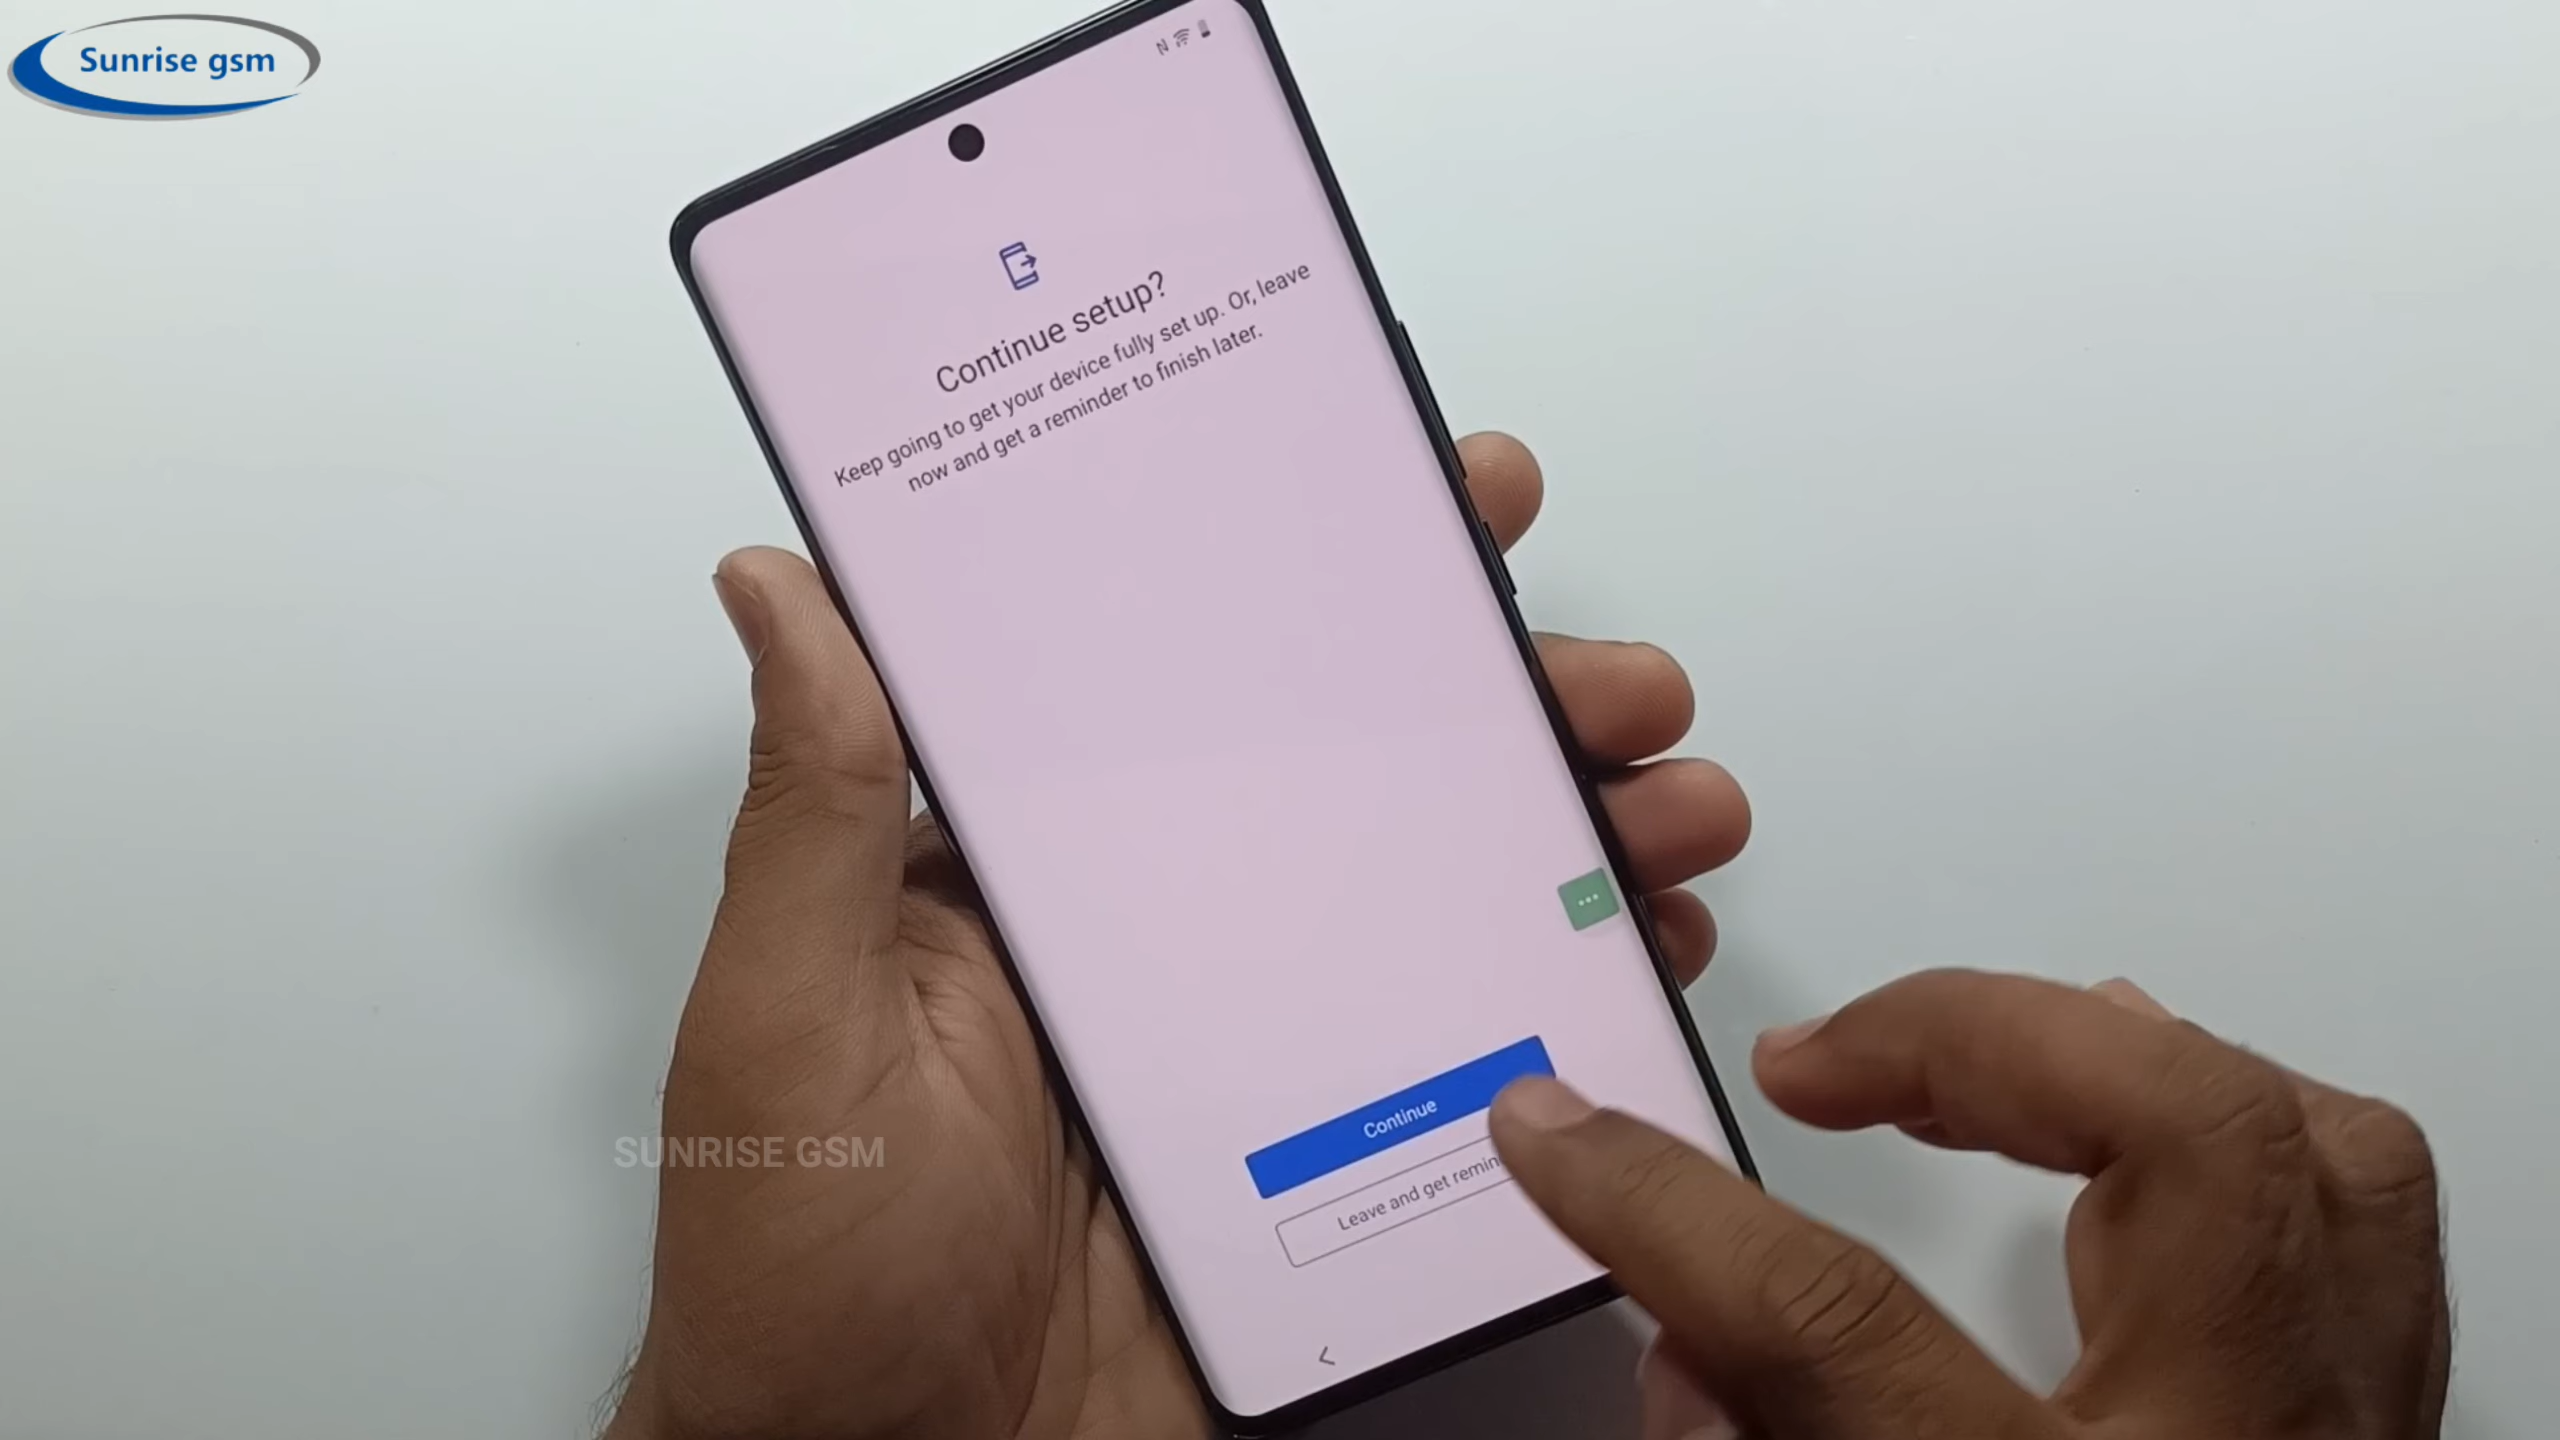 Sunrise gsm
Continue setup?
Keep going to get your device fully set up. Or, leave
now and get a reminder to finish later.
Continue
Leave and get
SUNRISE GSM